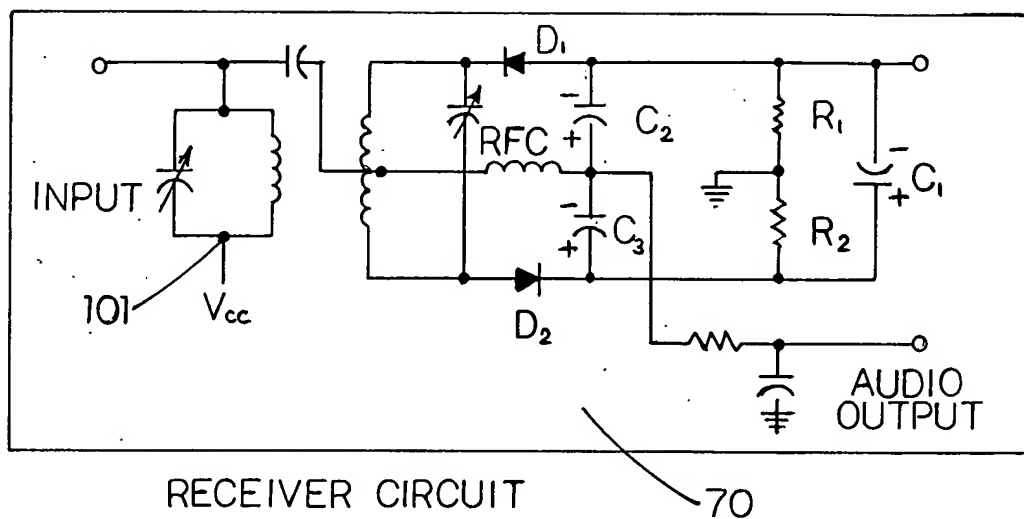 D₁
- C₂
+ RFC
R₁
- C₁
+
INPUT
- C₃
+
R₂
101
Vcc
D₂
AUDIO
OUTPUT
RECEIVER CIRCUIT
70